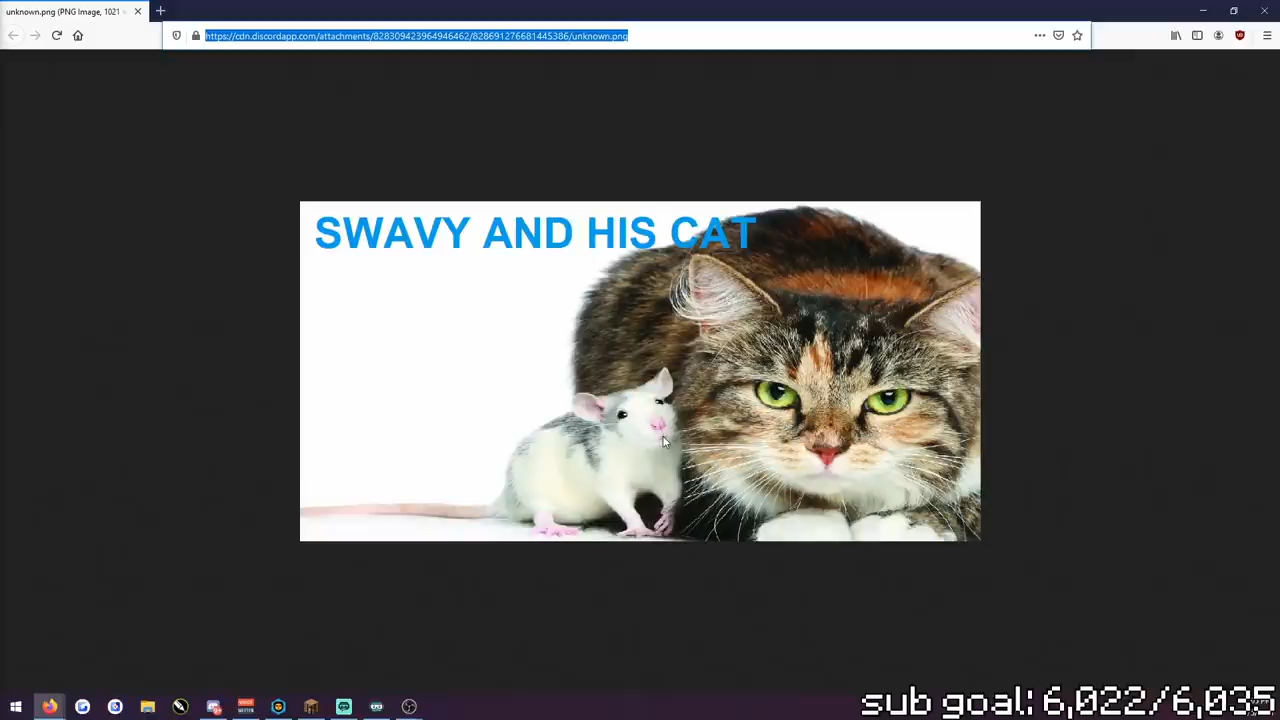 unknown.png (PNG Image, 1021
https://cdn.discordapp.com/attachments/828309423964946462/828691276681445386/unknown.png
SWAVY AND HIS CAT
sub goal: 6,022/6,035